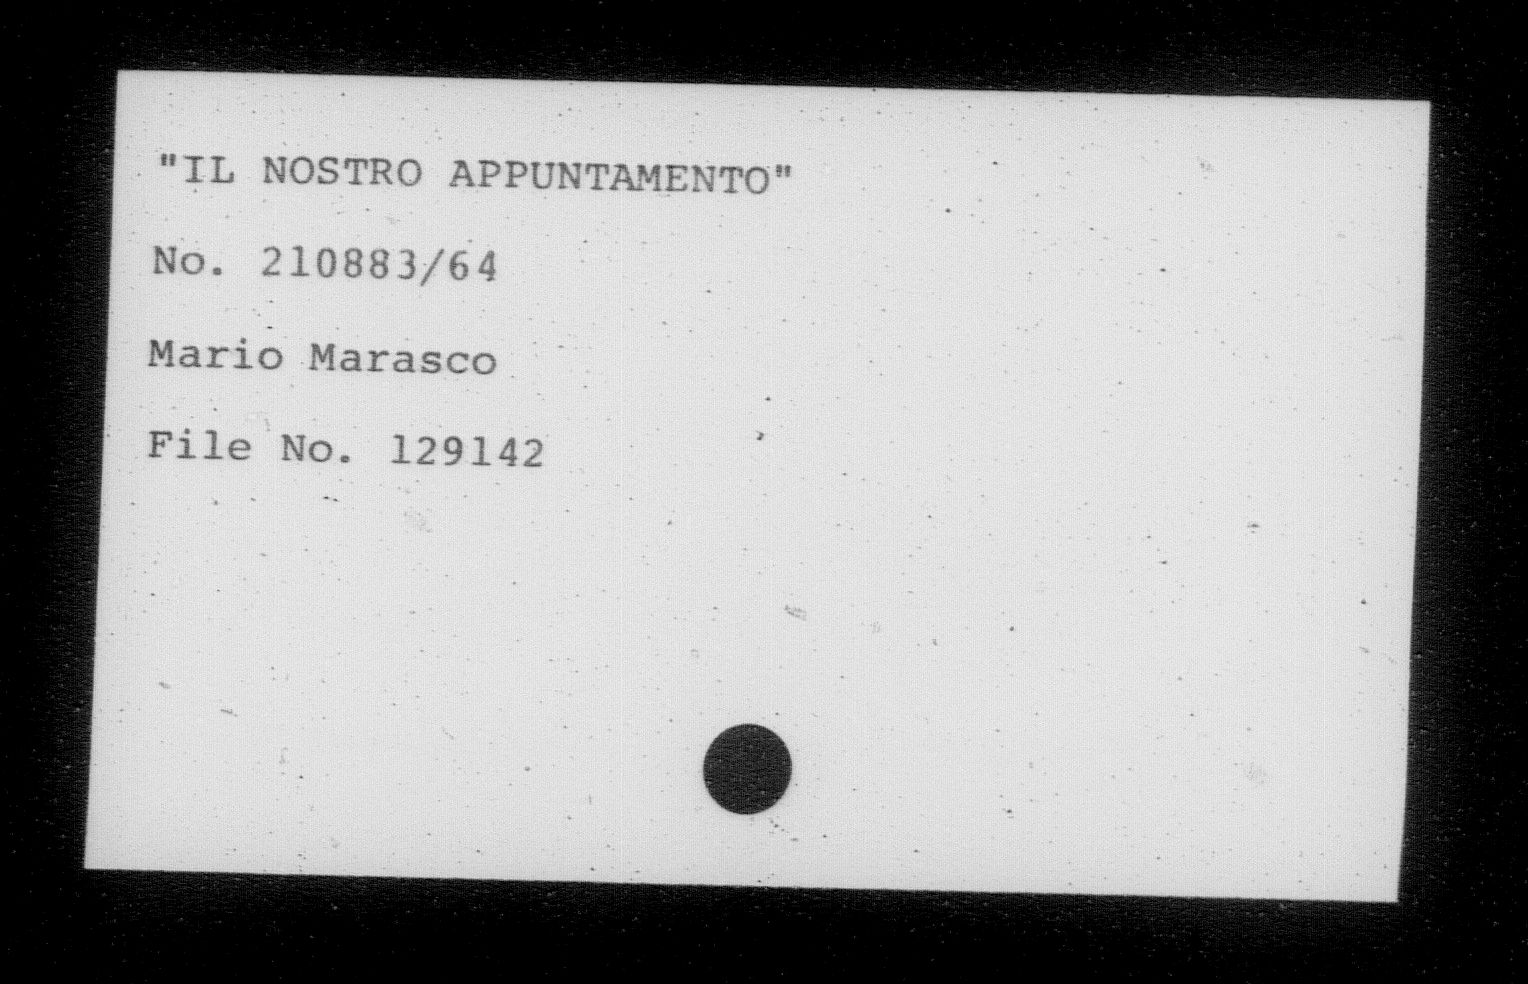 "IL NOSTRO APPUNTAMENTO"
No. 210883/64
Mario Marasco
File No. 129142